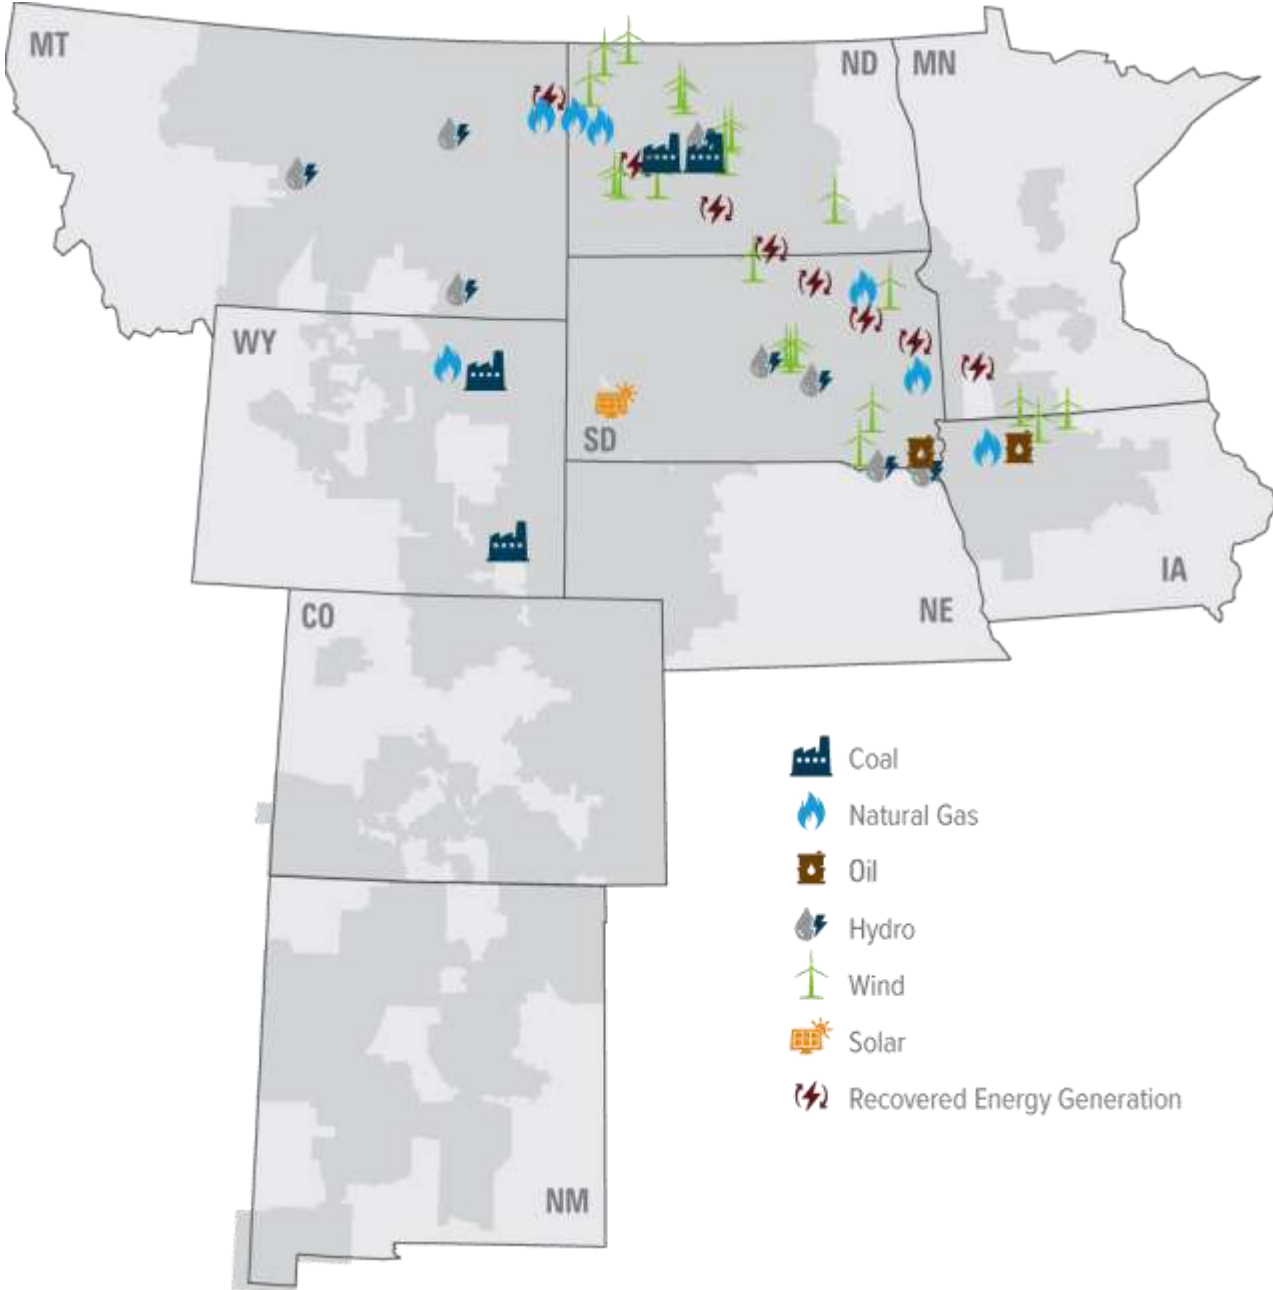 MT
ND
MN
WY
SD
IA
NE
CO
Coal
Natural Gas
Oil
Hydro
Wind
Solar
Recovered Energy Generation
NM